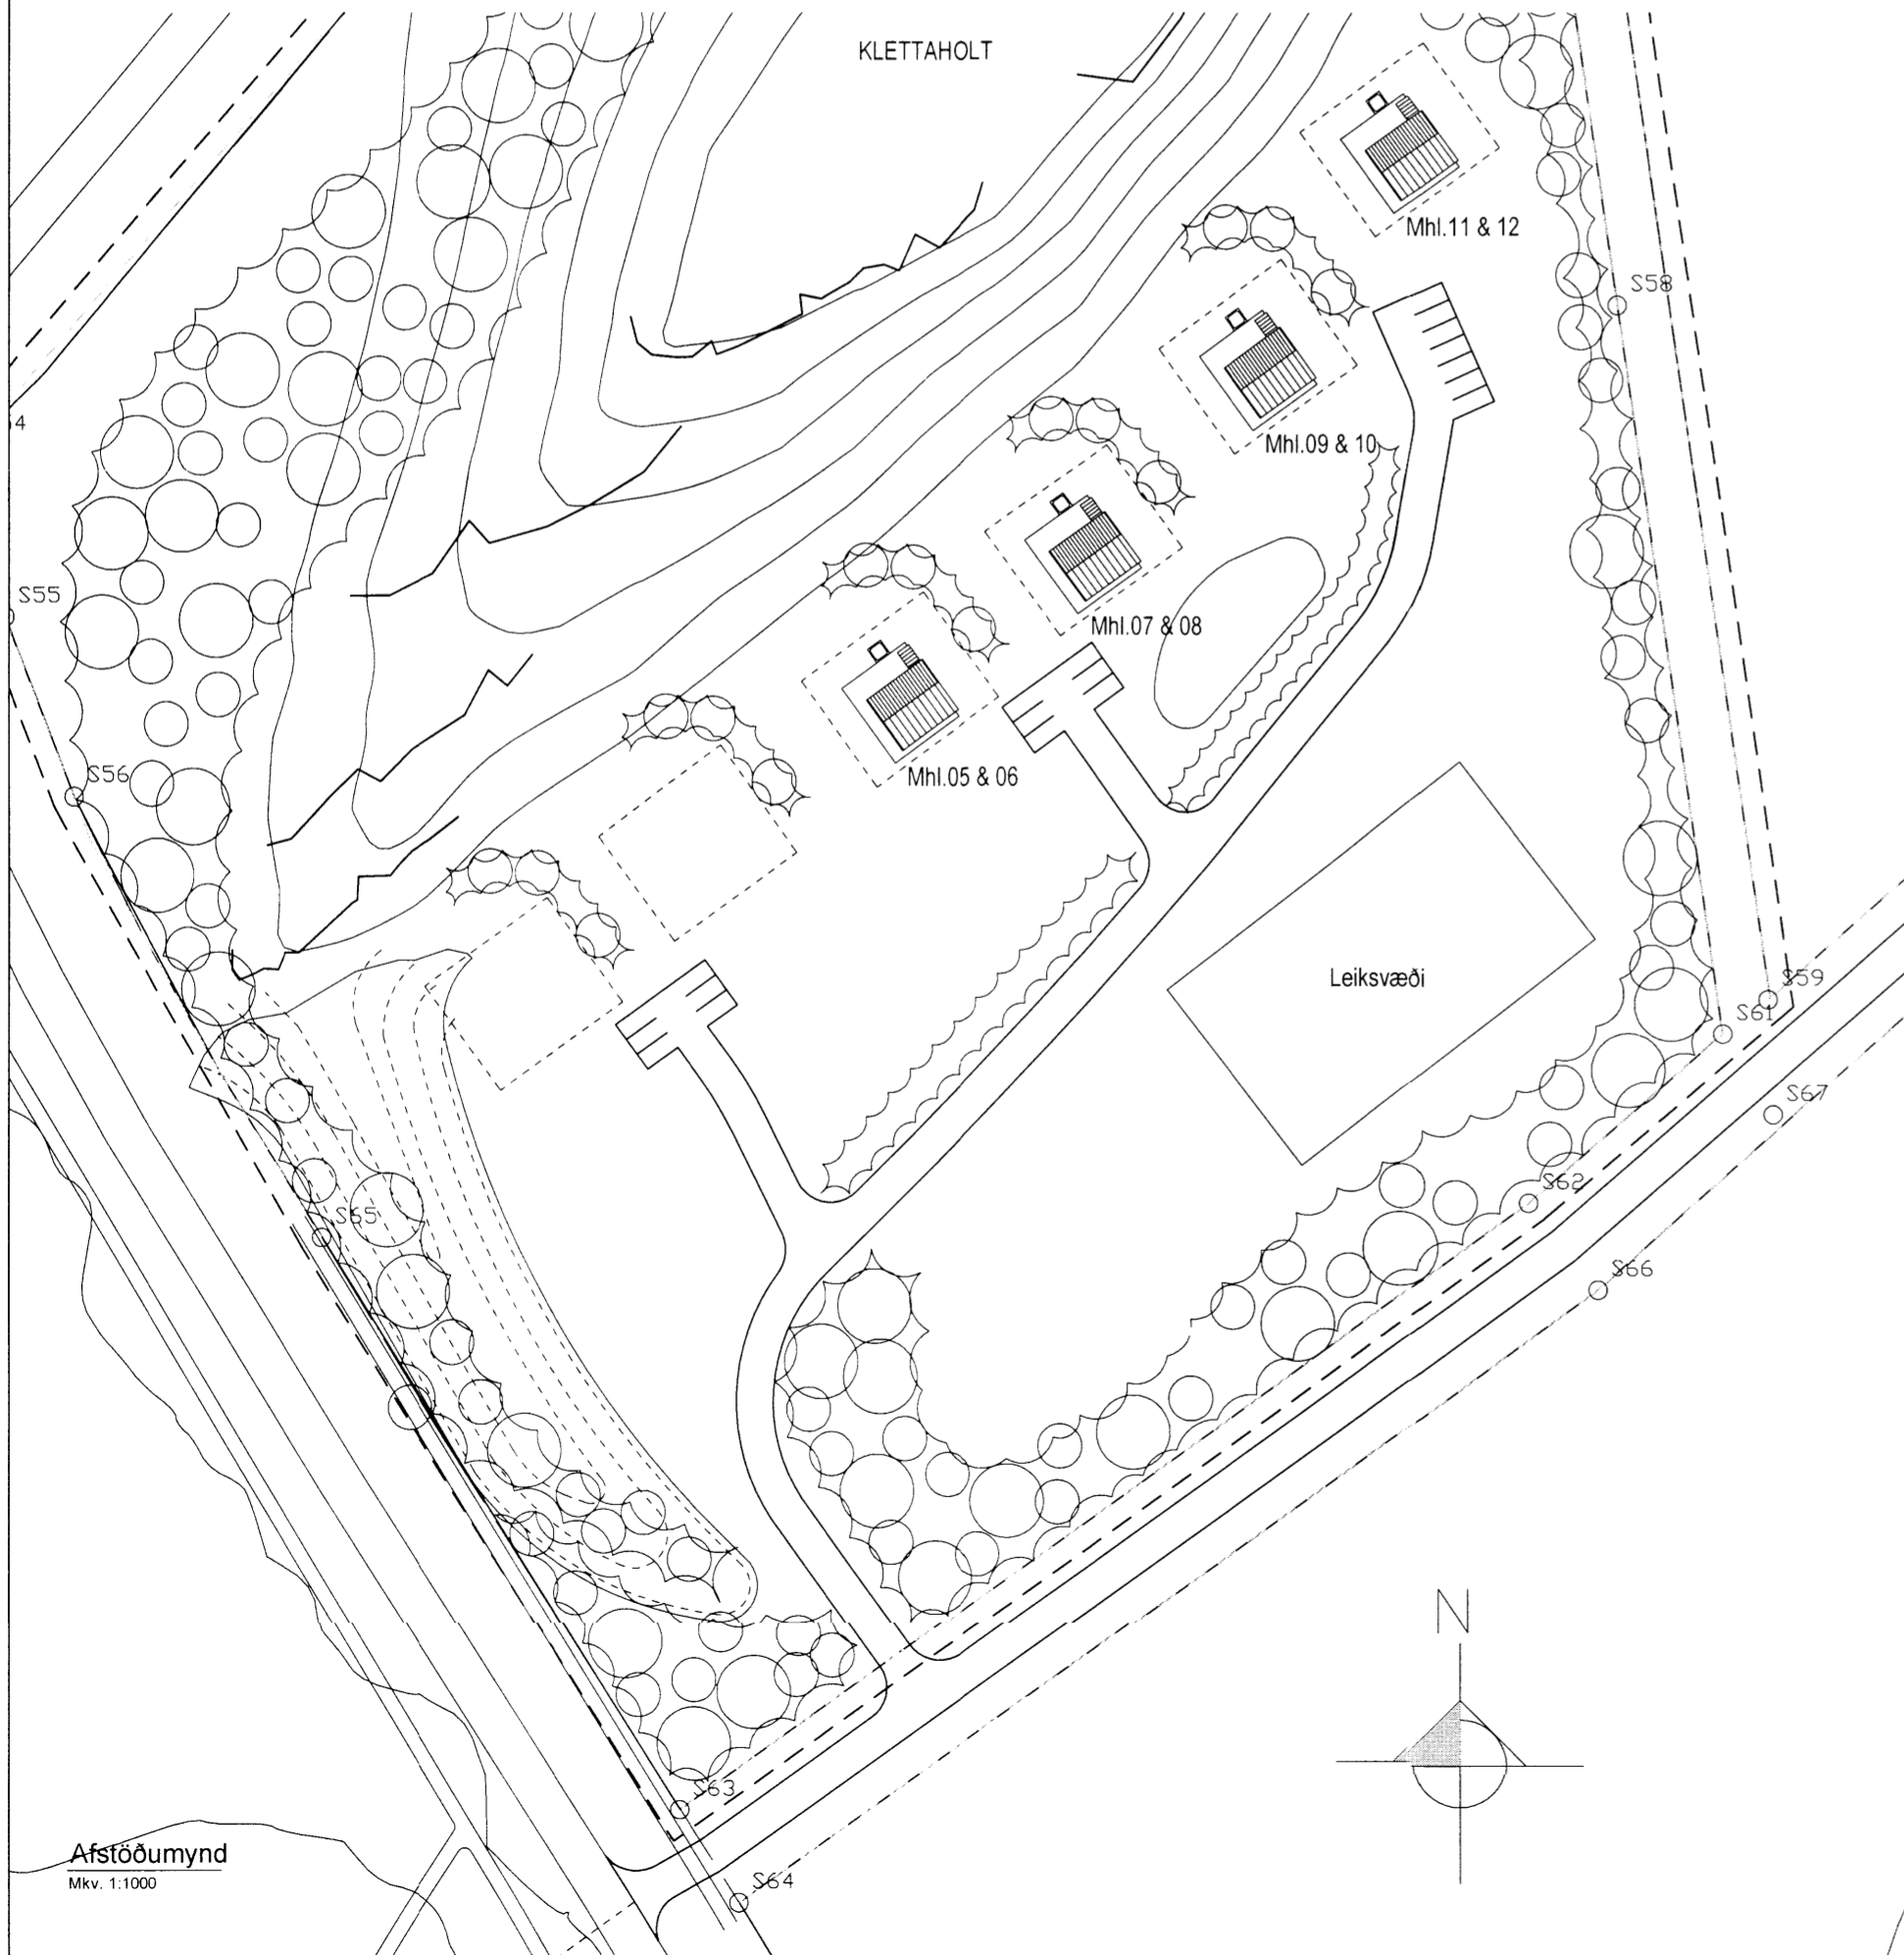 KLETTAHOLT
Mhl.11 & 12
S58
4
Mhl.09 & 10
S55
Mhl.07 & 08
S56
Mhl.05 & 06
Leiksvæði
S59
S61
S67
S62
S65
S66
N
S63
Afstöðumynd
Mkv. 1:1000
S64